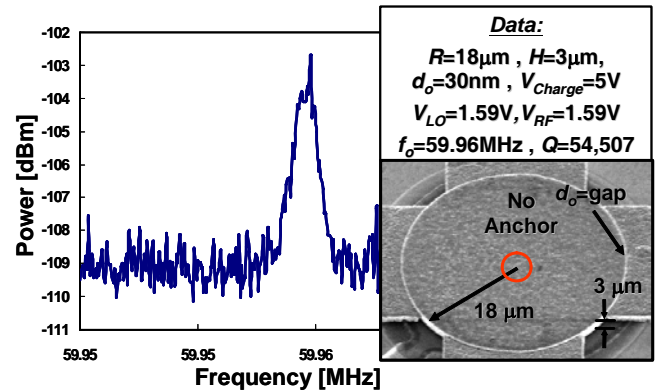 Data:
R=18μm , H=3μm,
do=30nm , VCharge=5V
VLO=1.59V,VRF=1.59V
fo=59.96MHz , Q=54,507
No
Anchor
do=gap
3 μm
18 μm
Power [dBm]
-102
-103
-104
-105
-106
-107
-108
-109
-110
-111
59.95
59.95
59.96
Frequency [MHz]